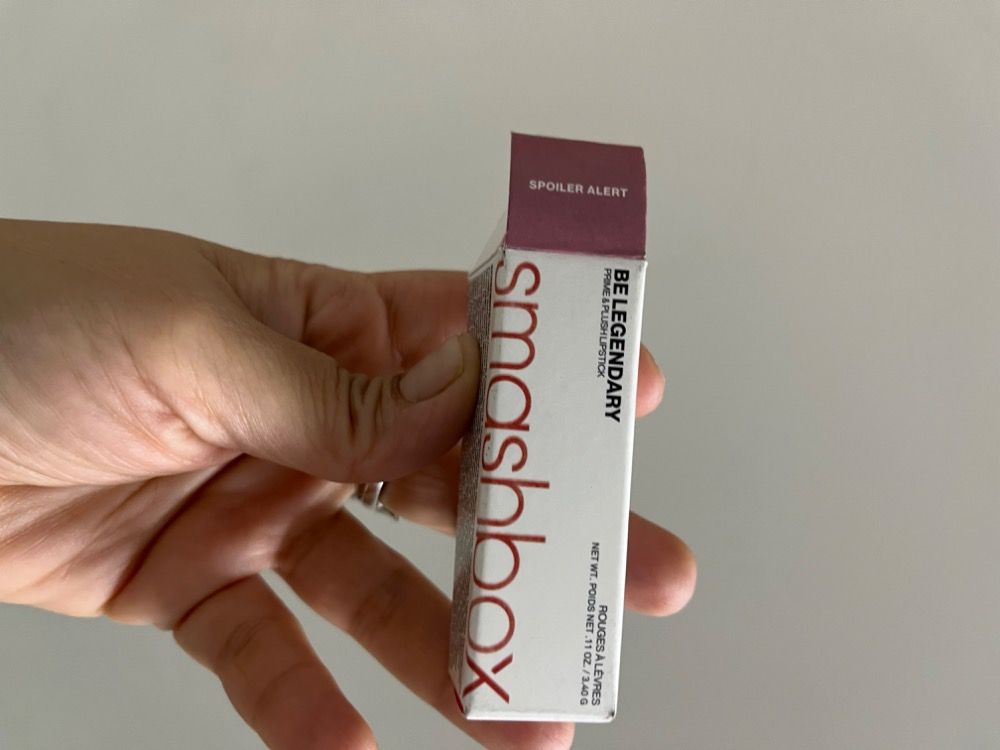 SPOILER ALERT
BE LEGENDARY
PRIME & PLUSH LIPSTICK
smashbox
ROUGES À LÈVRES
NET WT. POIDS NET .11 OZ. / 3.40 G